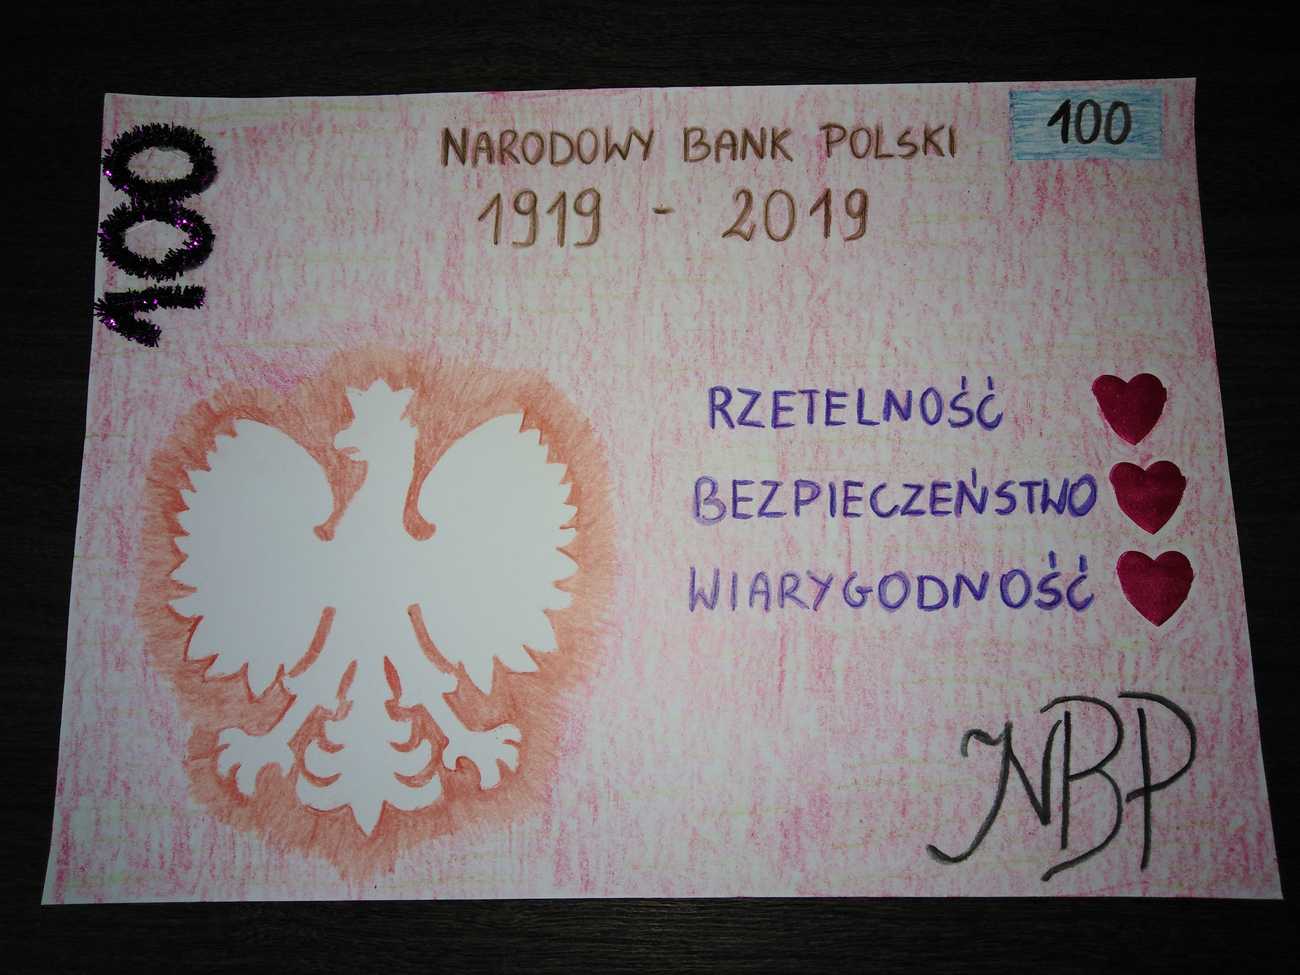 100
NARODOWY BANK POLSKI
100
1919 - 2019
RZETELNOŚĆ
BEZPIECZEŃSTWO
WIARYGODNOŚĆ
NBP